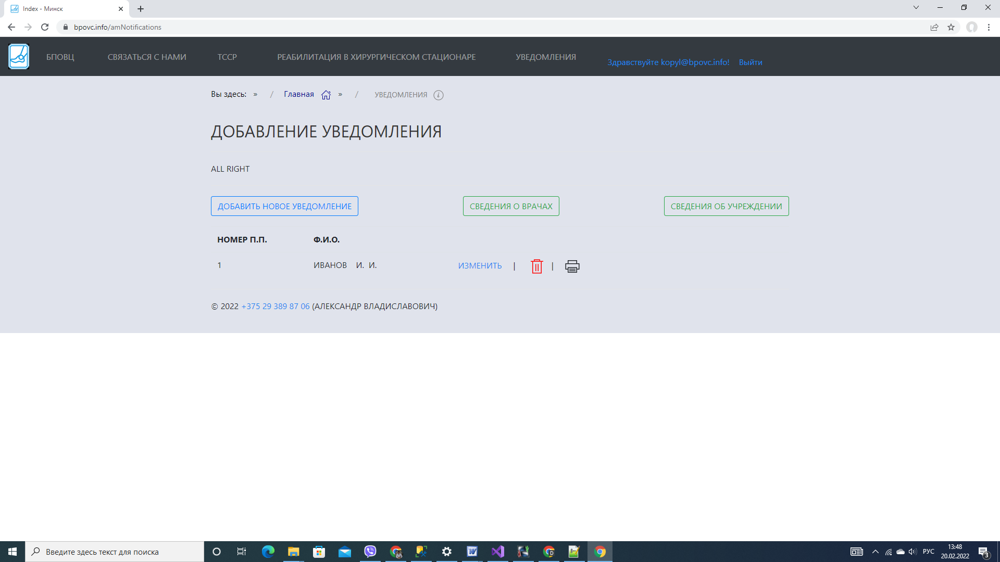 Index - Минск
bpovc.info/amNotifications
БПОВЦ СВЯЗАТЬСЯ С НАМИ ТССР РЕАБИЛИТАЦИЯ В ХИРУРГИЧЕСКОМ СТАЦИОНАРЕ УВЕДОМЛЕНИЯ Здравствуйте kopyl@bpovc.info! Выйти
Вы здесь: » / Главная » / УВЕДОМЛЕНИЯ
ДОБАВЛЕНИЕ УВЕДОМЛЕНИЯ
ALL RIGHT
ДОБАВИТЬ НОВОЕ УВЕДОМЛЕНИЕ СВЕДЕНИЯ О ВРАЧАХ СВЕДЕНИЯ ОБ УЧРЕЖДЕНИИ
НОМЕР П.П. Ф.И.О.
1 ИВАНОВ И. И. ИЗМЕНИТЬ | |
© 2022 +375 29 389 87 06 (АЛЕКСАНДР ВЛАДИСЛАВОВИЧ)
Введите здесь текст для поиска
РУС
13:48
20.02.2022
3